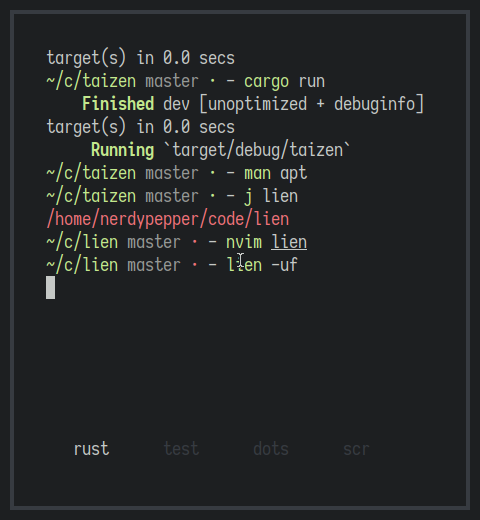 target(s) in 0.0 secs
~/c/taizen master · - cargo run
    Finished dev [unoptimized + debuginfo]
target(s) in 0.0 secs
     Running `target/debug/taizen`
~/c/taizen master · - man apt
~/c/taizen master · - j lien
/home/nerdypepper/code/lien
~/c/lien master · - nvim lien
~/c/lien master · - lien -uf
rust test dots scr